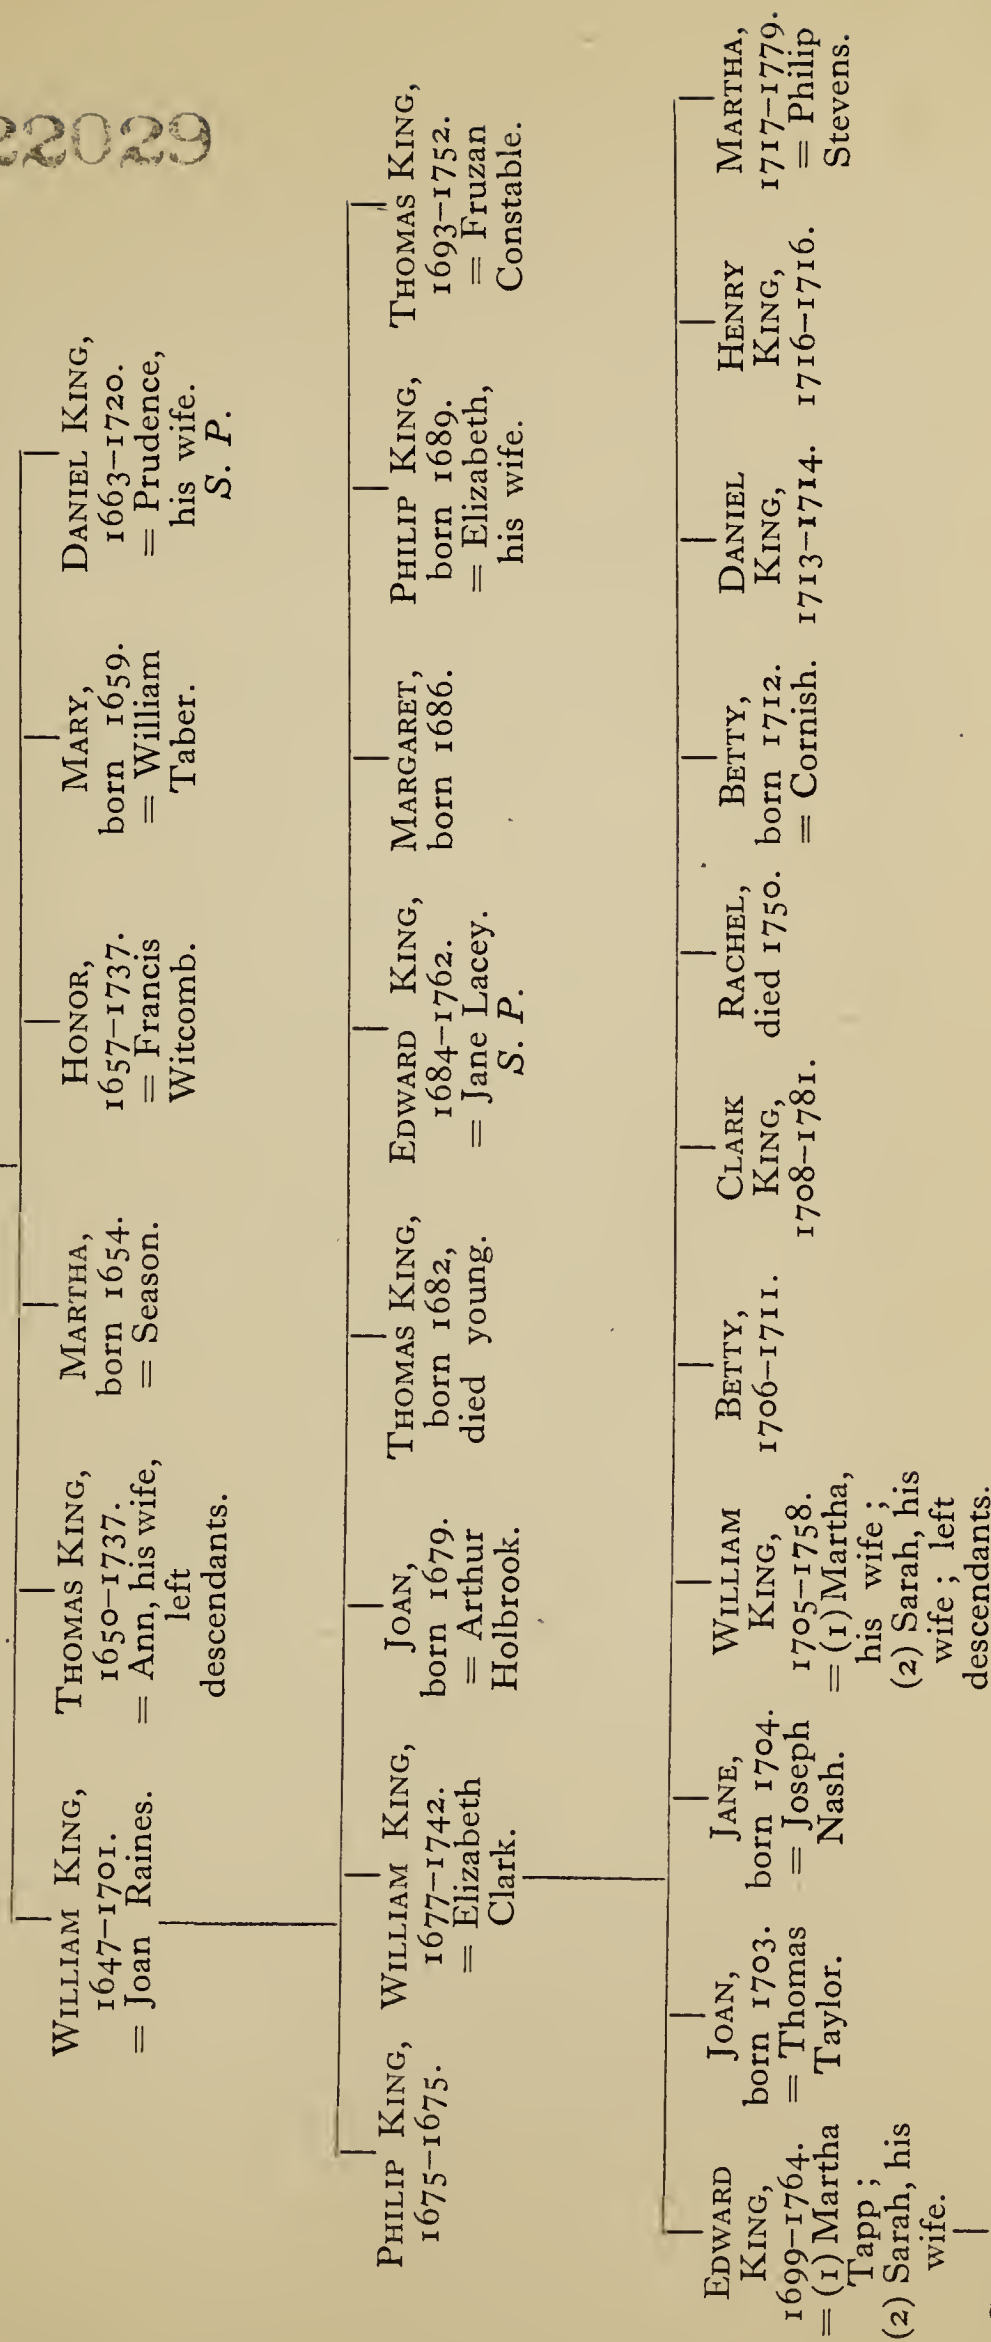 22029
WILLIAM KING,
1647–1701.
= Joan Raines.
THOMAS KING,
1650–1737.
= Ann, his wife,
left
descendants.
MARTHA,
born 1654.
= Season.
HONOR,
1657–1737.
= Francis
Witcomb.
MARY,
born 1659.
= William
Taber.
DANIEL KING,
1663–1720.
= Prudence,
his wife.
S. P.
PHILIP KING,
1675–1675.
WILLIAM KING,
1677–1742.
= Elizabeth
Clark.
JOAN,
born 1679.
= Arthur
Holbrook.
THOMAS KING,
born 1682,
died young.
EDWARD KING,
1684–1762.
= Jane Lacey.
S. P.
MARGARET,
born 1686.
PHILIP KING,
born 1689.
= Elizabeth,
his wife.
THOMAS KING,
1693–1752.
= Fruzan
Constable.
EDWARD
KING,
1699–1764.
= (1) Martha
Tapp ;
(2) Sarah, his
wife.
JOAN,
born 1703.
= Thomas
Taylor.
JANE,
born 1704.
= Joseph
Nash.
WILLIAM
KING,
1705–1758.
= (1) Martha,
his wife ;
(2) Sarah, his
wife ; left
descendants.
BETTY,
1706–1711.
CLARK
KING,
1708–1781.
RACHEL,
died 1750.
BETTY,
born 1712.
= Cornish.
DANIEL
KING,
1713–1714.
HENRY
KING,
1716–1716.
MARTHA,
1717–1779.
= Philip
Stevens.